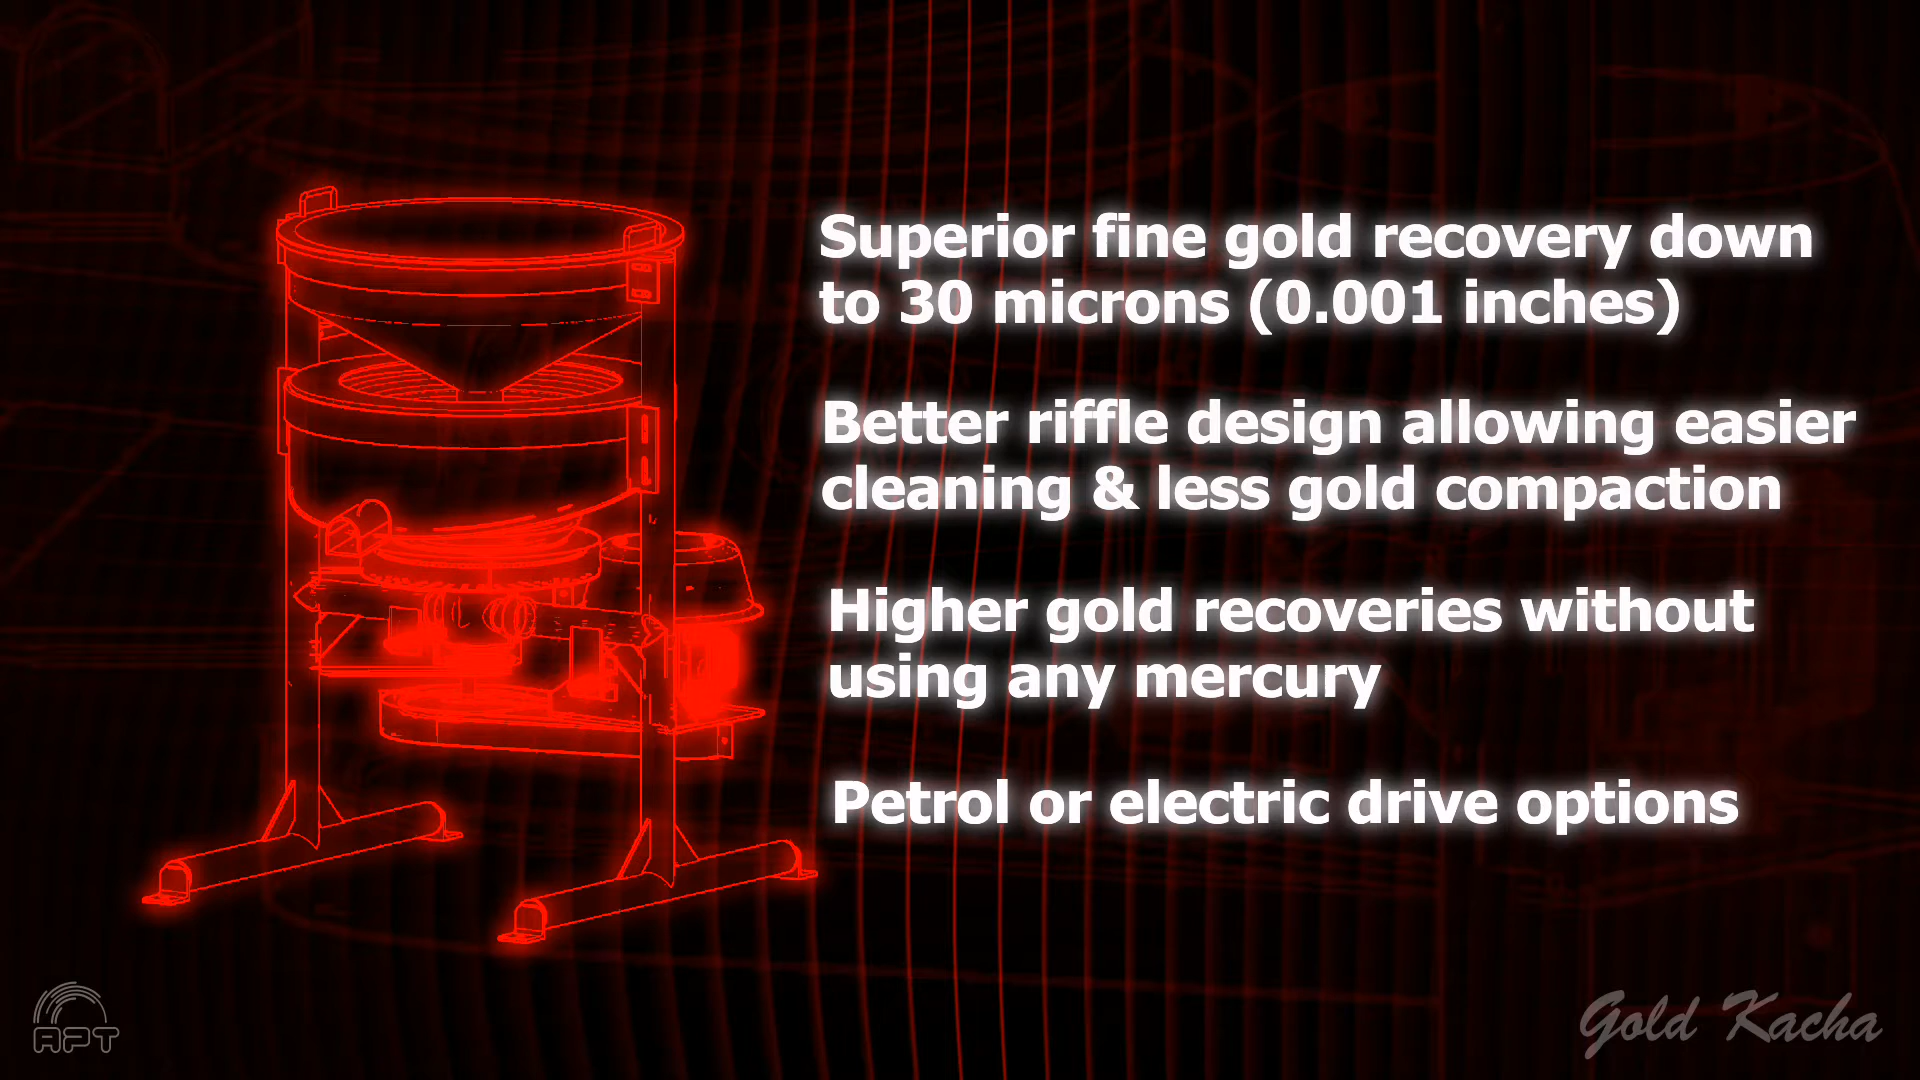 Superior fine gold recovery down
to 30 microns (0.001 inches)
Better riffle design allowing easier
cleaning & less gold compaction
Higher gold recoveries without
using any mercury
Petrol or electric drive options
APT
Gold Kacha